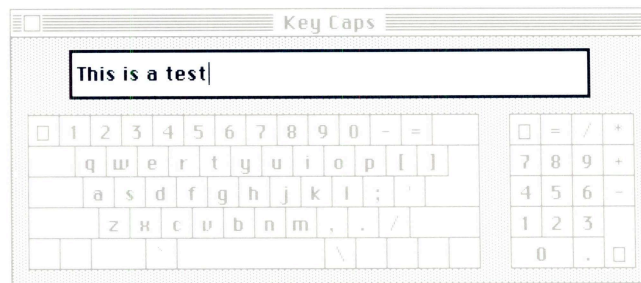 Key Caps
This is a test
1 2 3 4 5 6 7 8 9 0 - = = / *
q w e r t y u i o p [ ] 7 8 9 +
a s d f g h j k l ; ' 4 5 6 -
z x c v b n m , . / 1 2 3
` \ 0 .